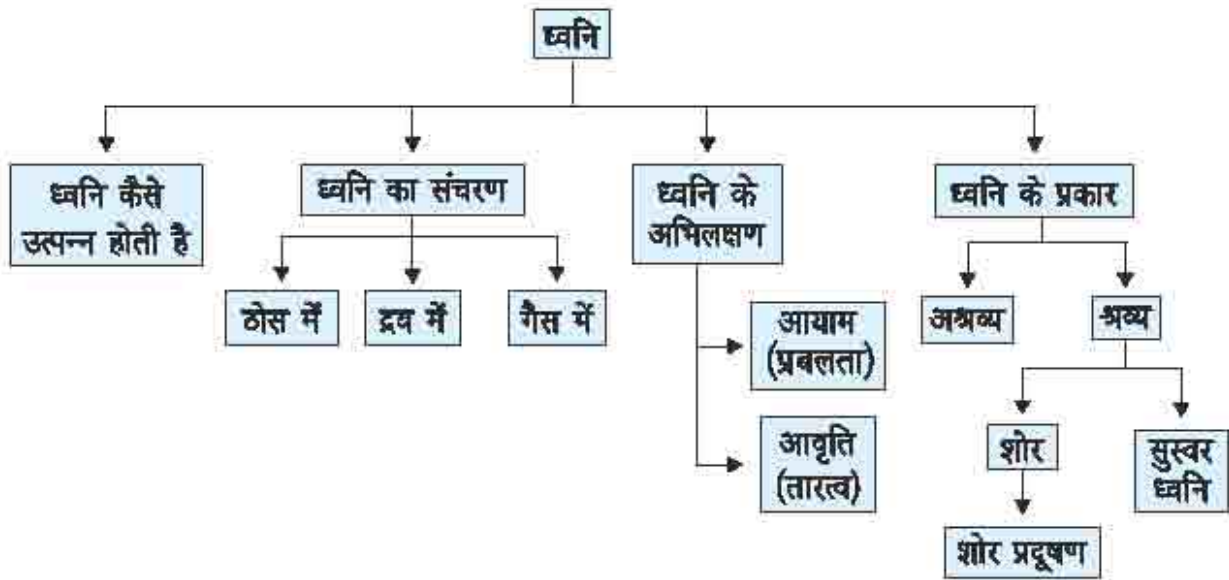 ध्वनि
ध्वनि कैसे
उत्पन्न होती है
ध्वनि का संचरण
ठोस में
द्रव में
गैस में
ध्वनि के
अभिलक्षण
आयाम
(प्रबलता)
आवृति
(तारत्व)
ध्वनि के प्रकार
अश्रव्य
श्रव्य
शोर
सुस्वर
ध्वनि
शोर प्रदूषण